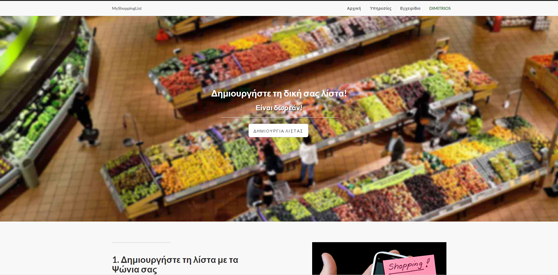 MyShoppingList
Αρχική Υπηρεσίες Εγχειρίδιο DIMITRIOS
Δημιουργήστε τη δική σας λίστα!
Είναι δωρεάν!
ΔΗΜΙΟΥΡΓΙΑ ΛΙΣΤΑΣ
1. Δημιουργήστε τη λίστα με τα
Ψώνια σας
Shopping!